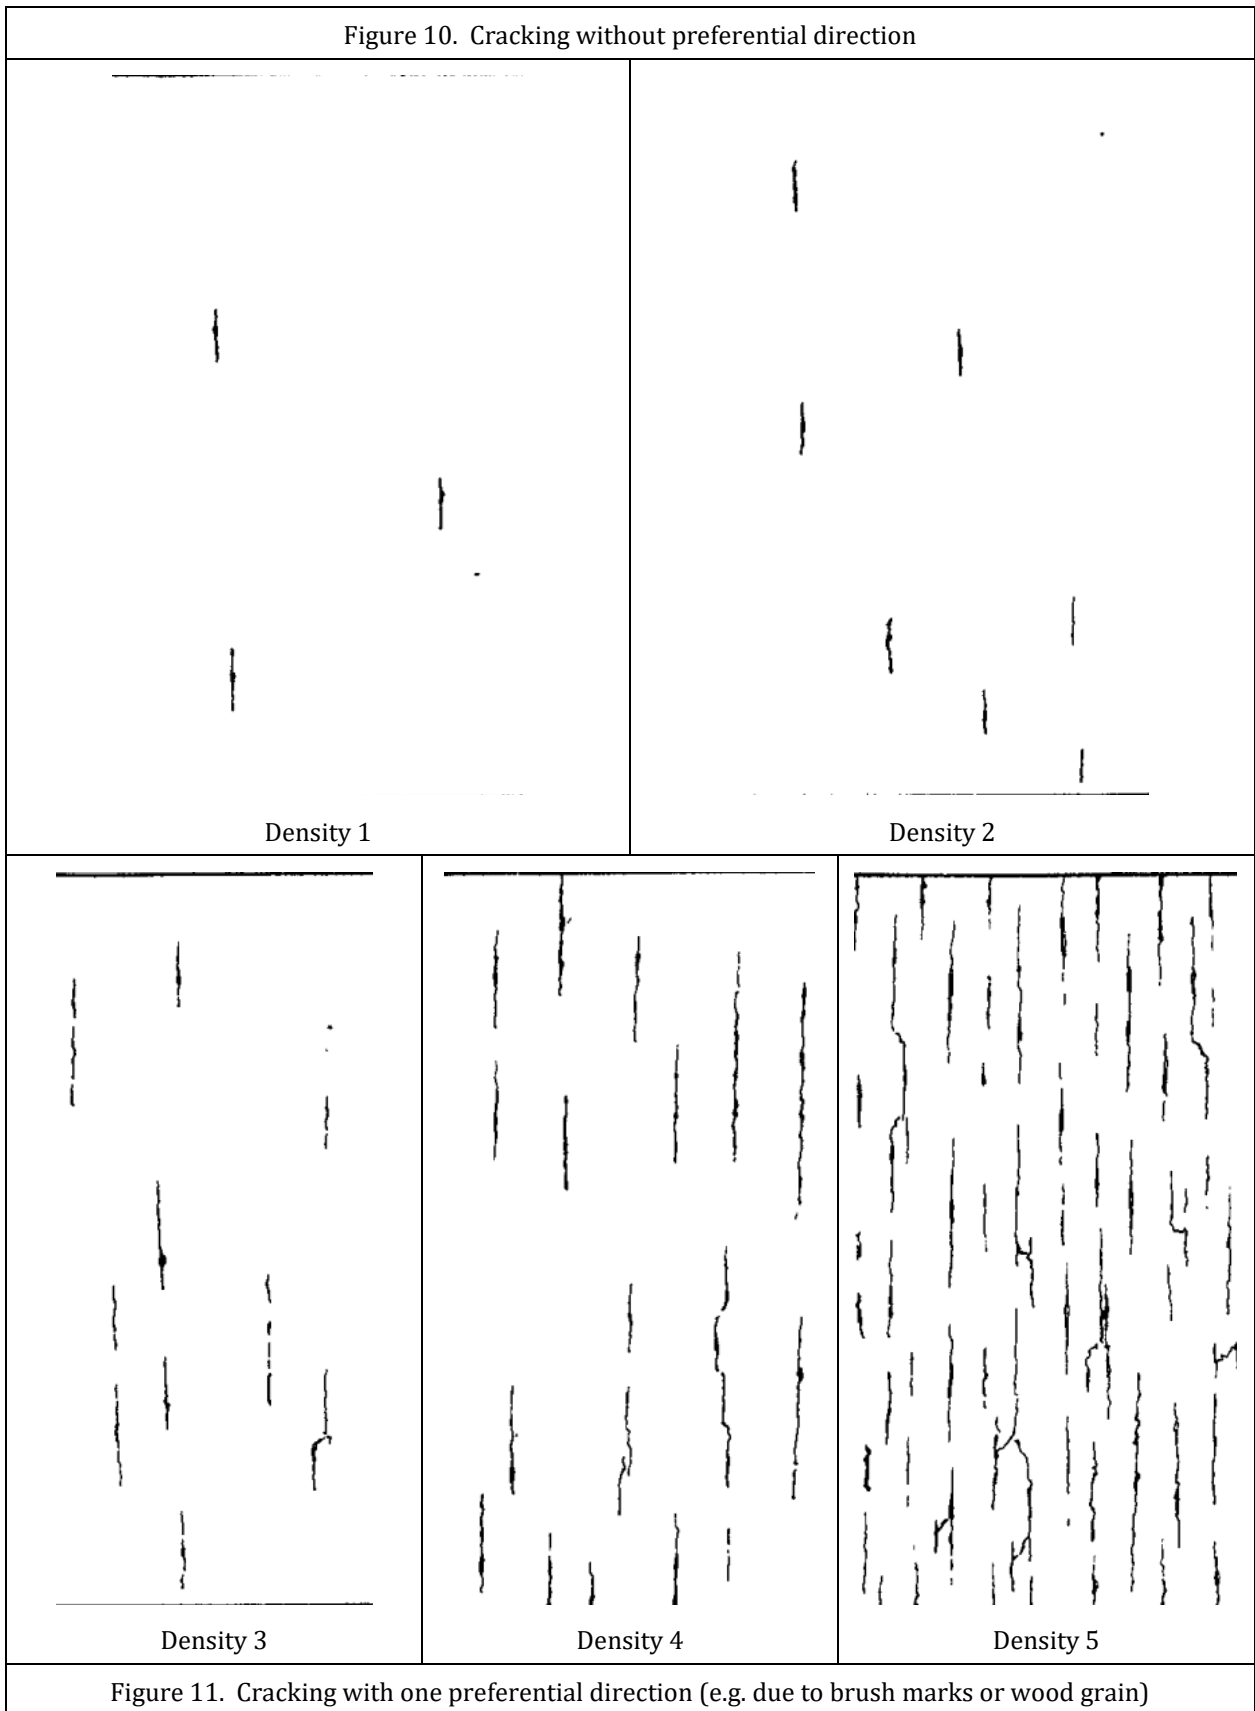 Figure 10. Cracking without preferential direction
Density 1
Density 2
Density 3
Density 4
Density 5
Figure 11. Cracking with one preferential direction (e.g. due to brush marks or wood grain)